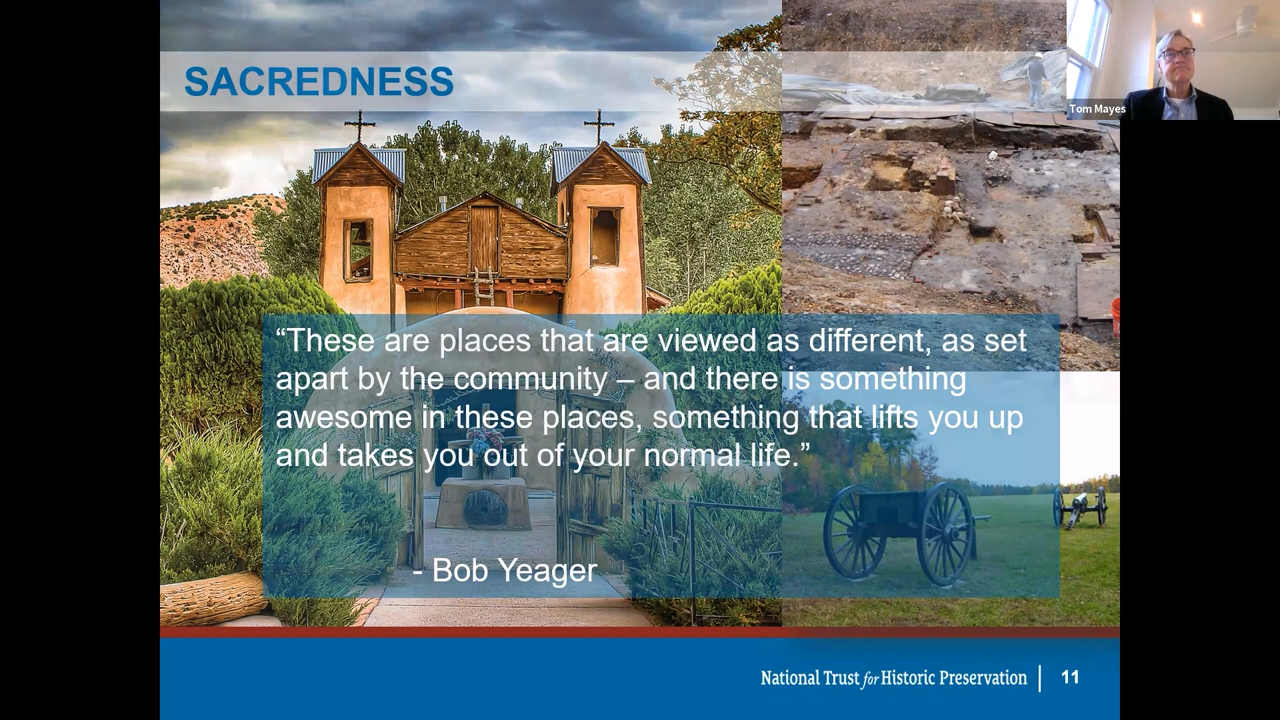 SACREDNESS
Tom Mayes
“These are places that are viewed as different, as set
apart by the community – and there is something
awesome in these places, something that lifts you up
and takes you out of your normal life.”
- Bob Yeager
National Trust for Historic Preservation | 11